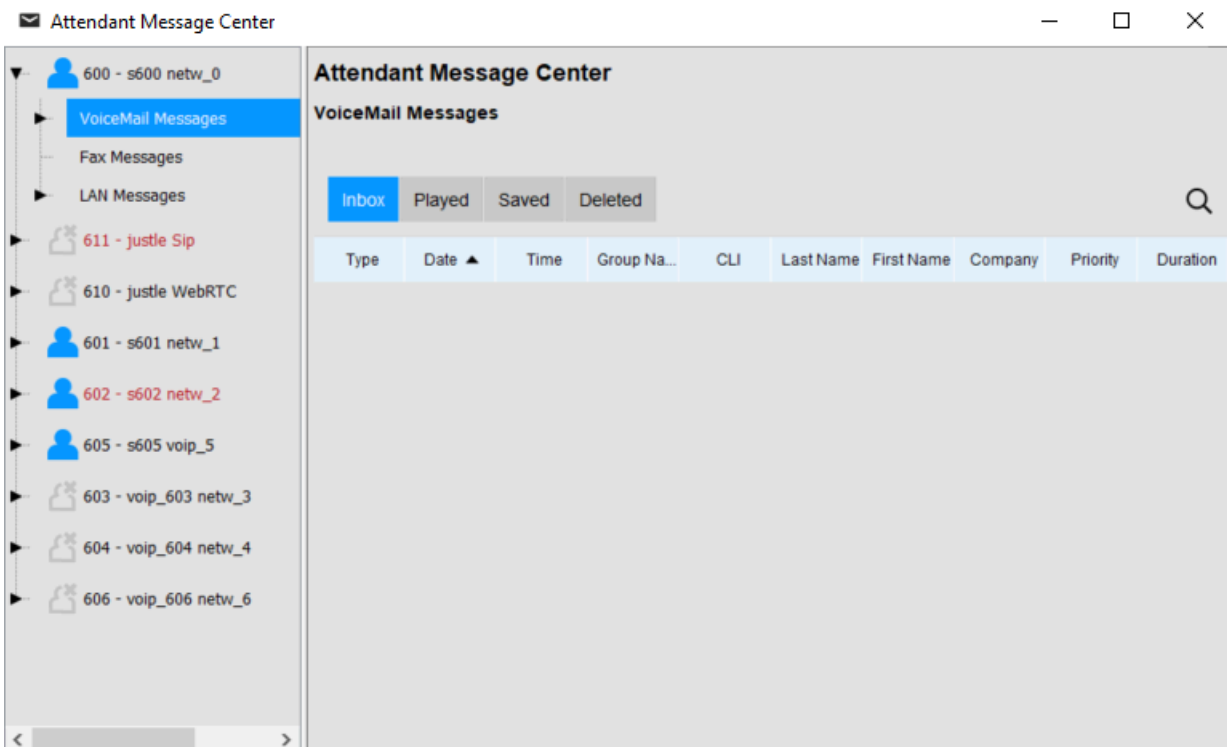 Attendant Message Center
600 - s600 netw_0
VoiceMail Messages
Fax Messages
LAN Messages
611 - justle Sip
610 - justle WebRTC
601 - s601 netw_1
602 - s602 netw_2
605 - s605 voip_5
603 - voip_603 netw_3
604 - voip_604 netw_4
606 - voip_606 netw_6
Attendant Message Center
VoiceMail Messages
Inbox Played Saved Deleted
Type Date Time Group Na... CLI Last Name First Name Company Priority Duration